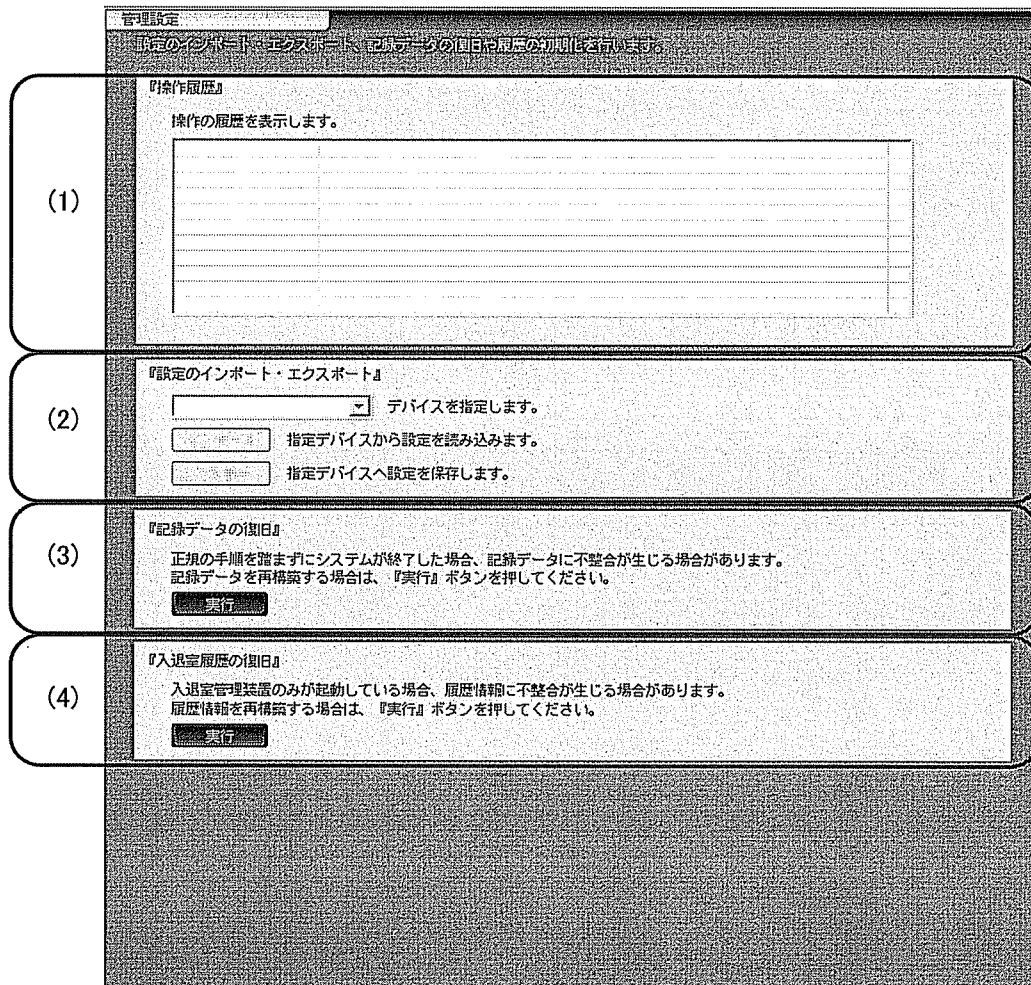 管理設定
設定のインポート・エクスポート、記録データの復旧や履歴の初期化を行います。
(1)
『操作履歴』
操作の履歴を表示します。
(2)
『設定のインポート・エクスポート』
デバイスを指定します。
指定デバイスから設定を読み込みます。
指定デバイスへ設定を保存します。
(3)
『記録データの復旧』
正規の手順を踏まずにシステムが終了した場合、記録データに不整合が生じる場合があります。
記録データを再構築する場合は、『実行』ボタンを押してください。
実行
(4)
『入退室履歴の復旧』
入退室管理装置のみが起動している場合、履歴情報に不整合が生じる場合があります。
履歴情報を再構築する場合は、『実行』ボタンを押してください。
実行